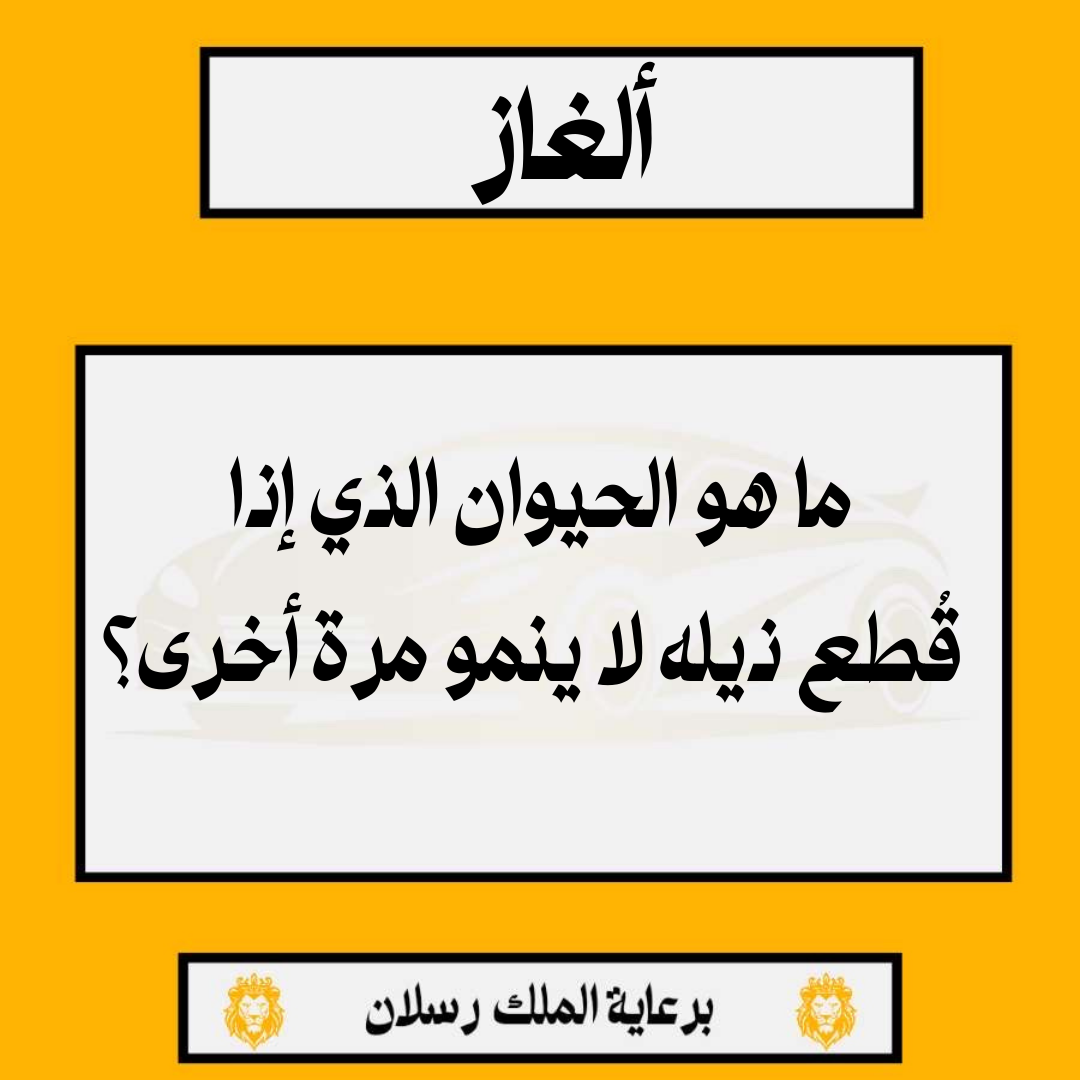 ألغاز
ما هو الحيوان الذي إذا
قُطع ذيله لا ينمو مرة أخرى؟
برعاية الملك رسلان